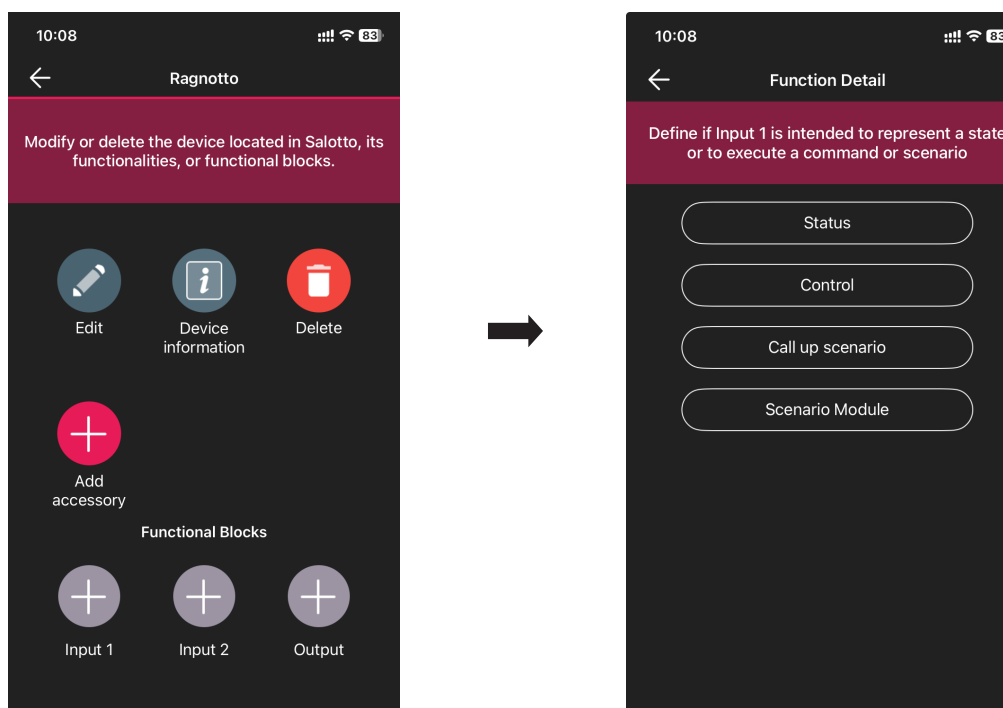 10:08
83
Ragnotto
Modify or delete the device located in Salotto, its
functionalities, or functional blocks.
Edit
Device
information
Delete
Add
accessory
Functional Blocks
Input 1
Input 2
Output
10:08
83
Function Detail
Define if Input 1 is intended to represent a state
or to execute a command or scenario
Status
Control
Call up scenario
Scenario Module